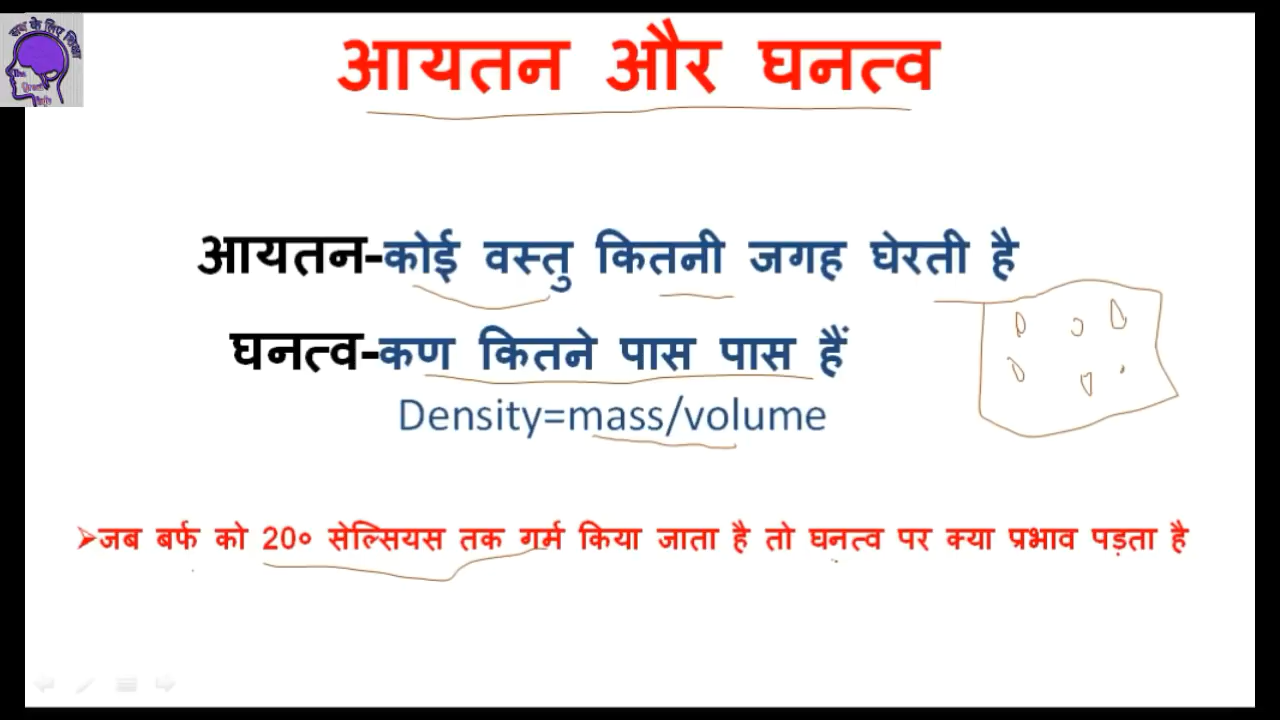 सब के लिए शिक्षा
आयतन और घनत्व
आयतन-कोई वस्तु कितनी जगह घेरती है
घनत्व-कण कितने पास पास हैं
Density=mass/volume
➢जब बर्फ को 20० सेल्सियस तक गर्म किया जाता है तो घनत्व पर क्या प्रभाव पड़ता है